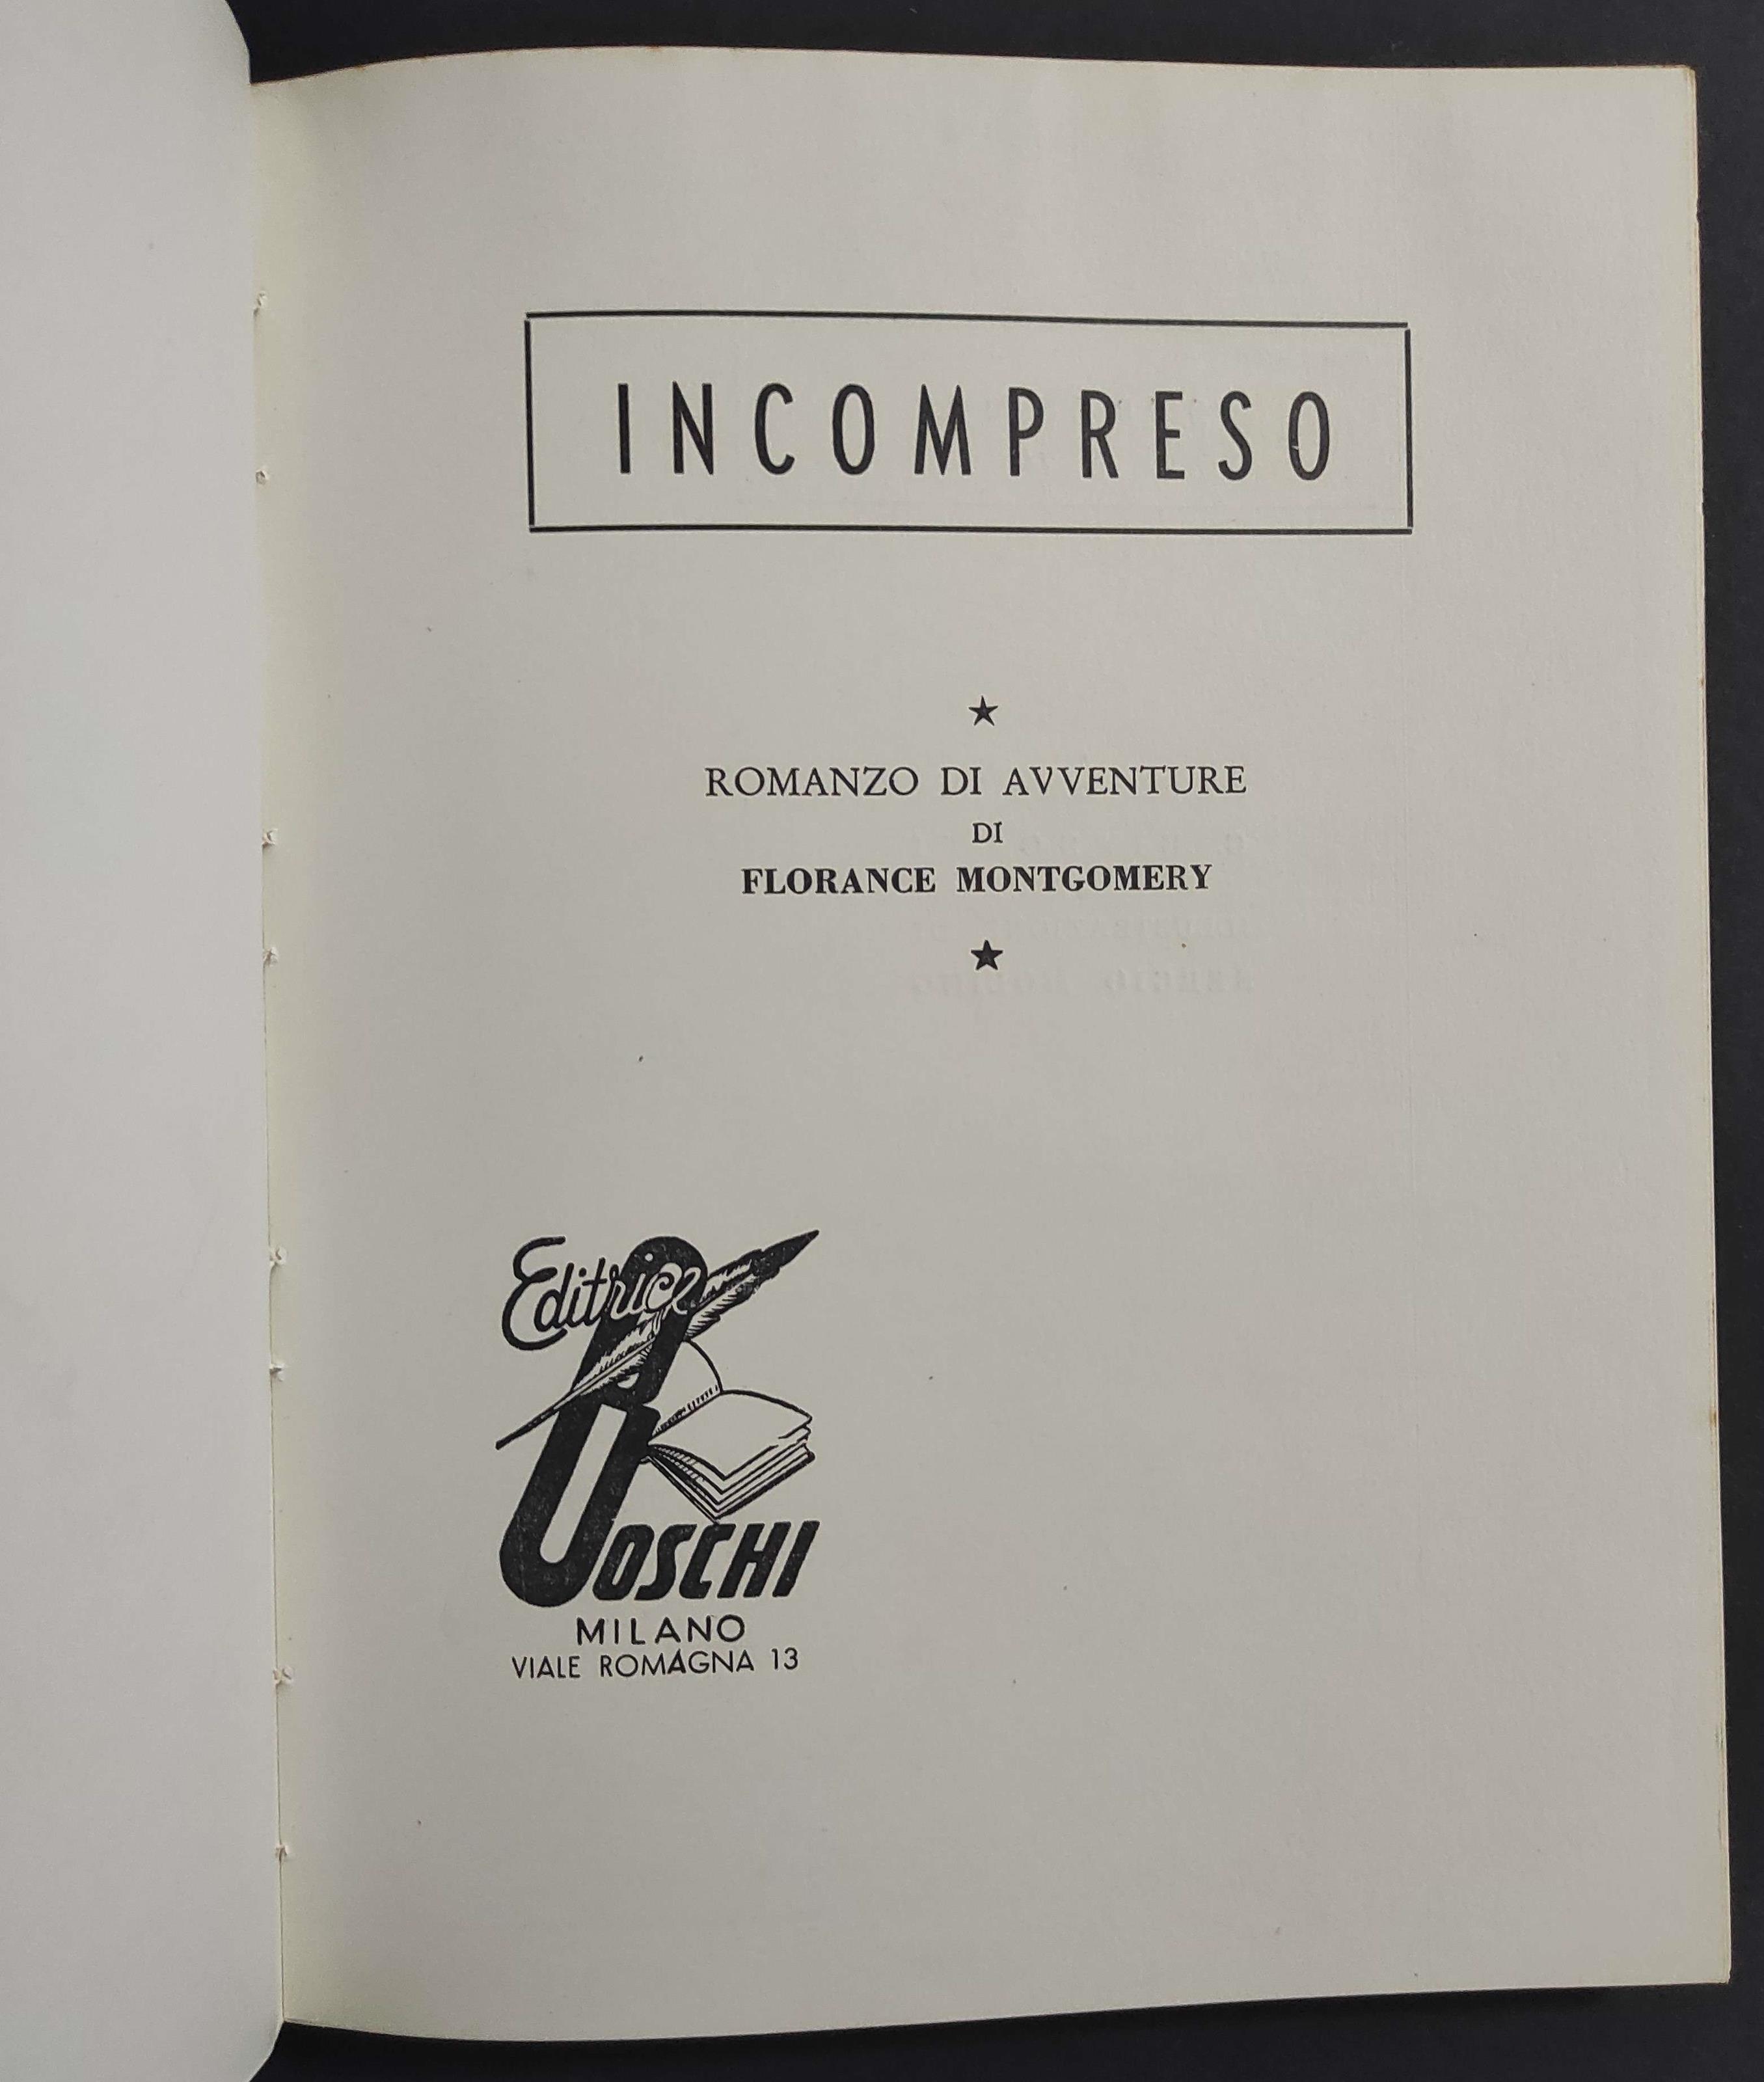 INCOMPRESO
★
ROMANZO DI AVVENTURE
DI
FLORANCE MONTGOMERY
★
Editrice
BOSCHI
MILANO
VIALE ROMAGNA 13